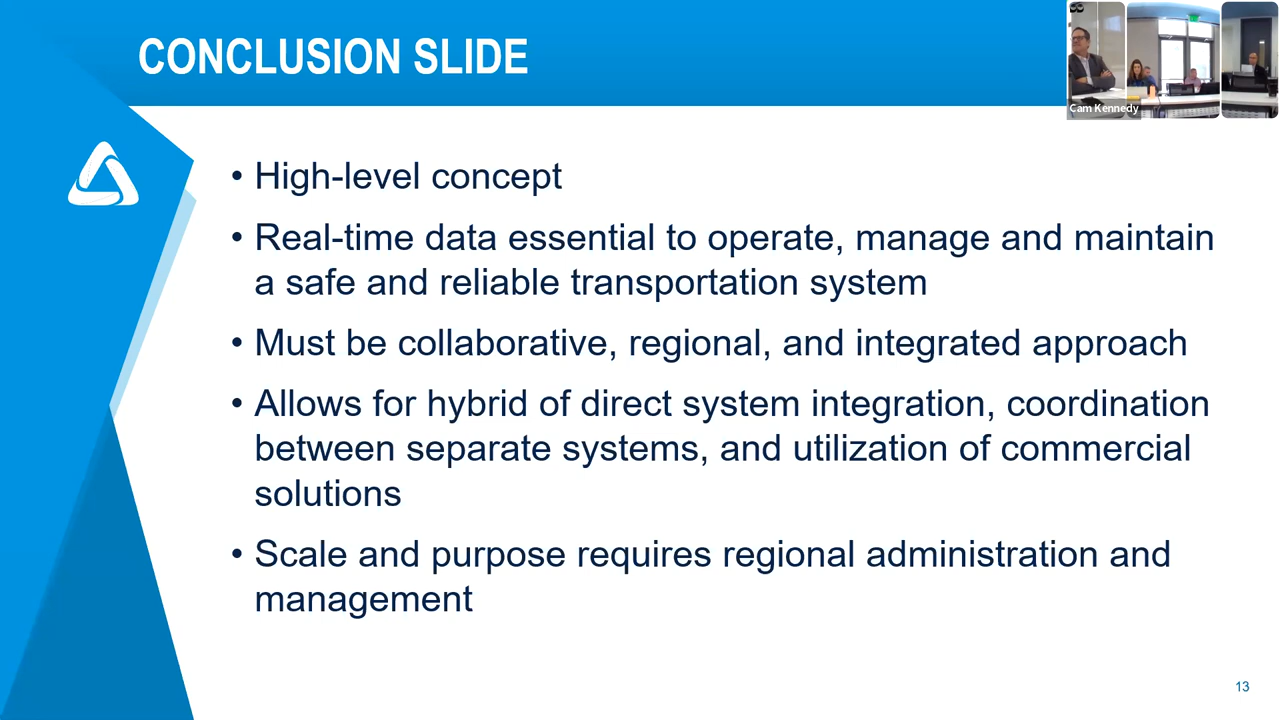 CONCLUSION SLIDE
Cam Kennedy
• High-level concept
• Real-time data essential to operate, manage and maintain
a safe and reliable transportation system
• Must be collaborative, regional, and integrated approach
• Allows for hybrid of direct system integration, coordination
between separate systems, and utilization of commercial
solutions
• Scale and purpose requires regional administration and
management
13